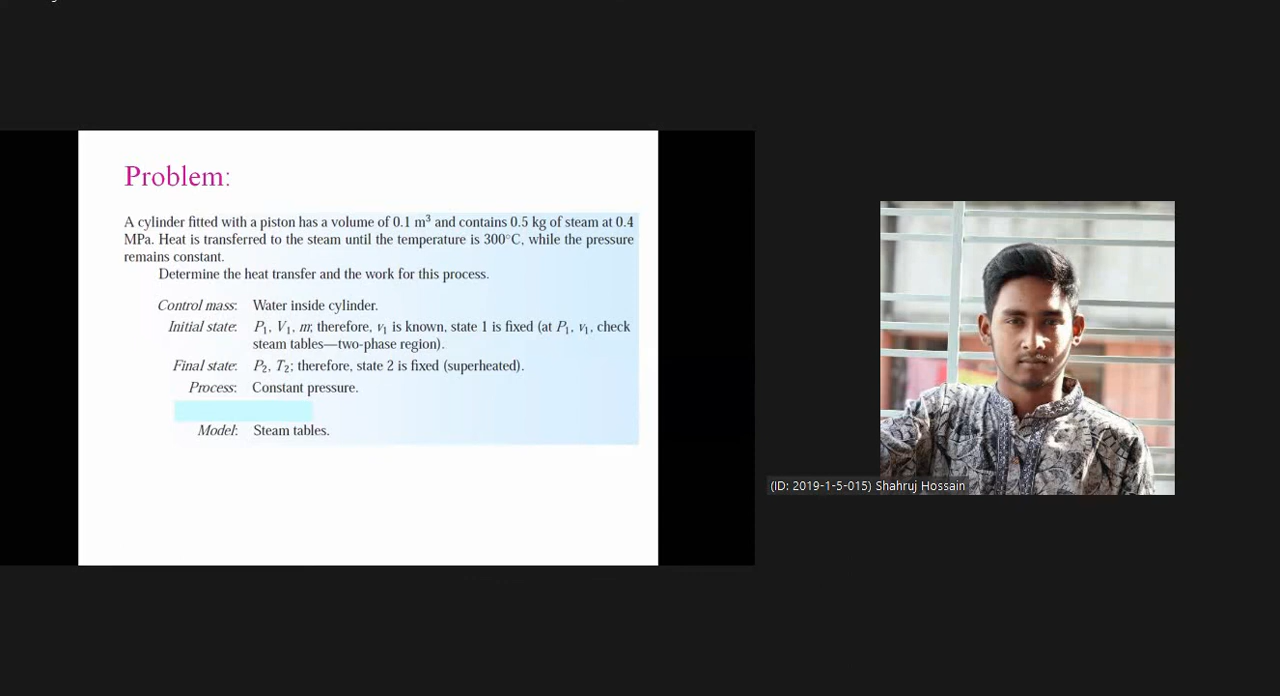 Problem:
A cylinder fitted with a piston has a volume of 0.1 m³ and contains 0.5 kg of steam at 0.4
MPa. Heat is transferred to the steam until the temperature is 300°C, while the pressure
remains constant.
Determine the heat transfer and the work for this process.
Control mass: Water inside cylinder.
Initial state: P₁, V₁, m; therefore, v₁ is known, state 1 is fixed (at P₁, v₁, check
steam tables—two-phase region).
Final state: P₂, T₂; therefore, state 2 is fixed (superheated).
Process: Constant pressure.
Model: Steam tables.
(ID: 2019-1-5-015) Shahruj Hossain